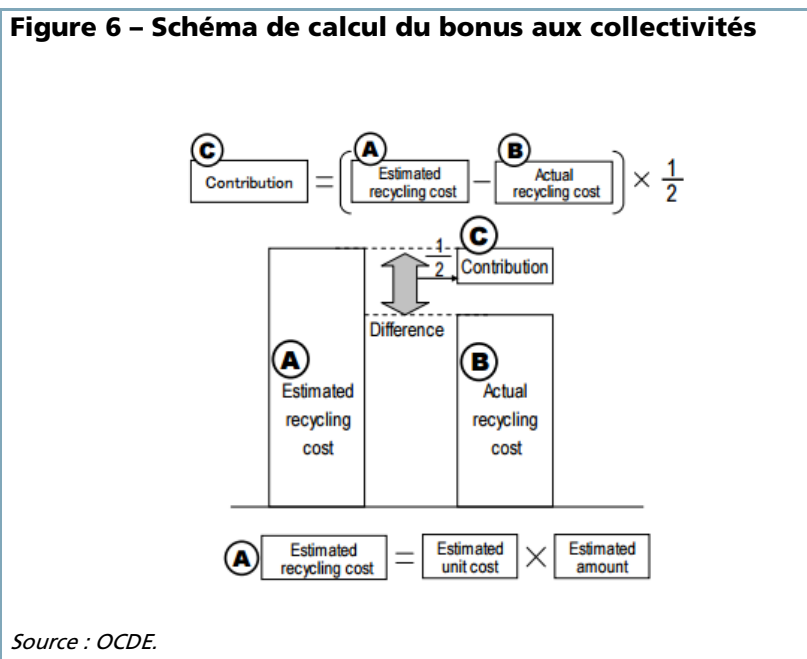 Figure 6 – Schéma de calcul du bonus aux collectivités
C A B
Contribution = ( Estimated recycling cost – Actual recycling cost ) × 1/2
1/2
C
Contribution
Difference
A
Estimated
recycling
cost
B
Actual
recycling
cost
A Estimated recycling cost = Estimated unit cost × Estimated amount
Source : OCDE.